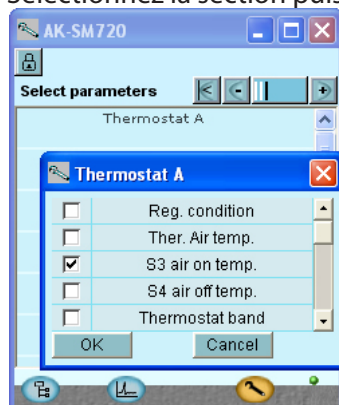 Sélectionnez la section puis
AK-SM720
Select parameters
Thermostat A
Thermostat A
Reg. condition
Ther. Air temp.
S3 air on temp.
S4 air off temp.
Thermostat band
OK Cancel